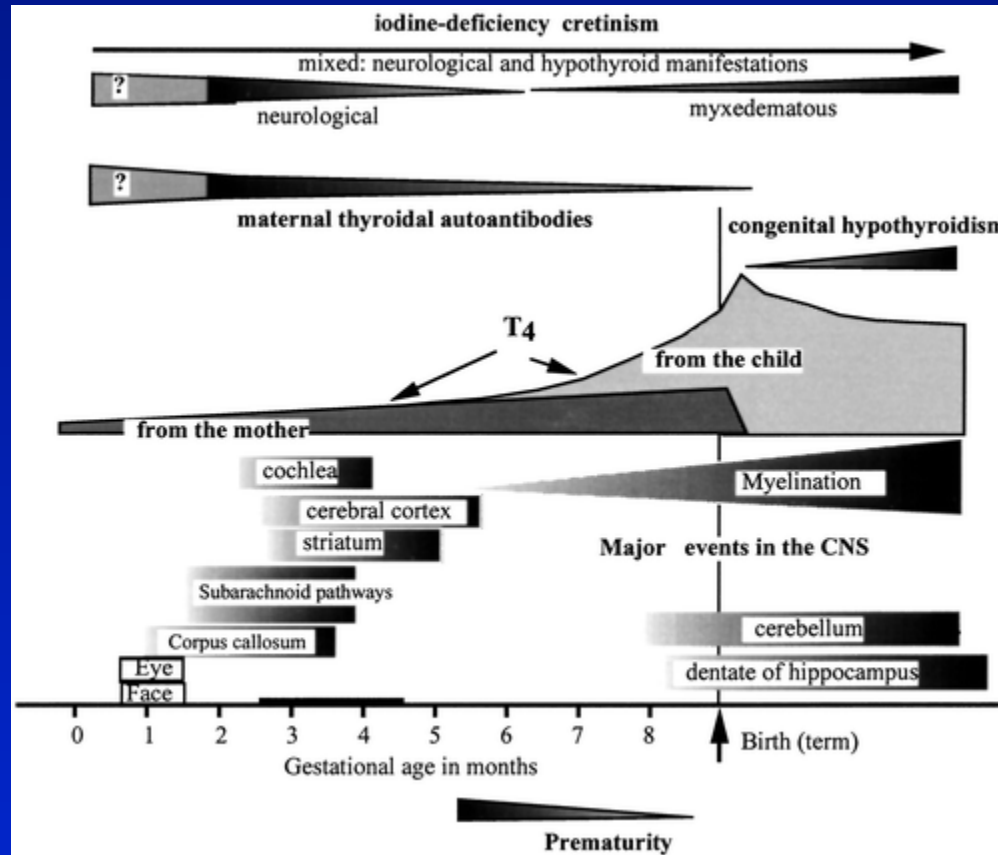 iodine-deficiency cretinism
mixed: neurological and hypothyroid manifestations
?
neurological
myxedematous
?
maternal thyroidal autoantibodies
congenital hypothyroidism
T4
from the child
from the mother
cochlea
Myelination
cerebral cortex
striatum
Major events in the CNS
Subarachnoid pathways
cerebellum
Corpus callosum
Eye
dentate of hippocampus
Face
0 1 2 3 4 5 6 7 8
Birth (term)
Gestational age in months
Prematurity